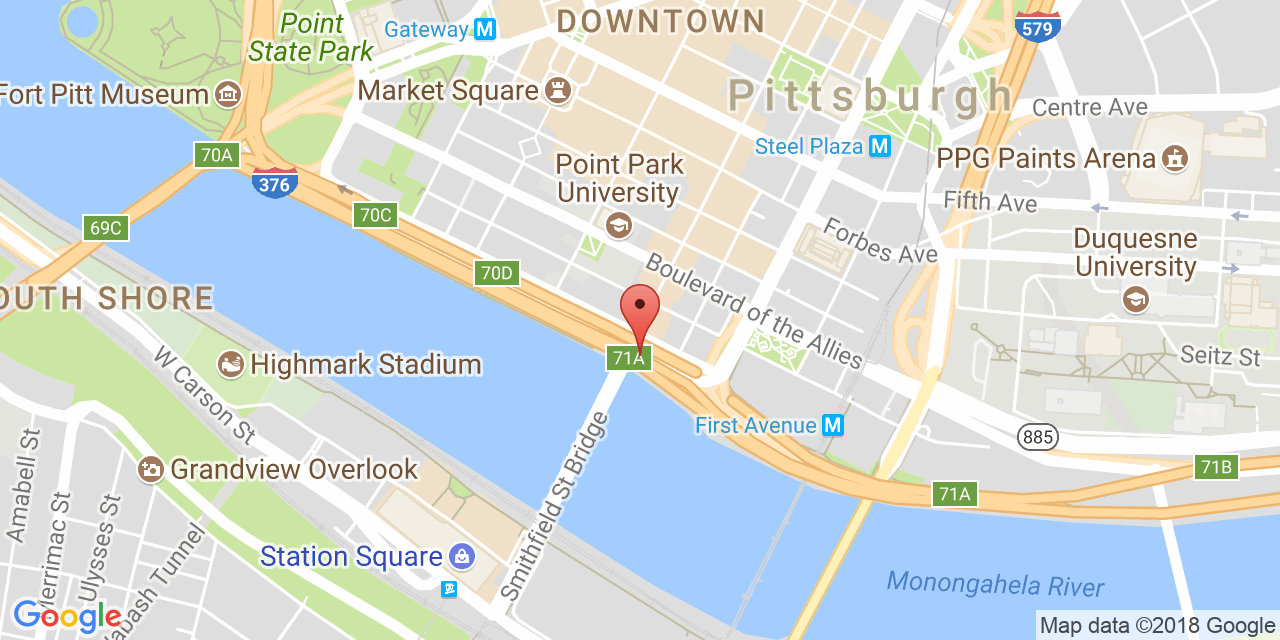 DOWNTOWN
Point
State Park
Gateway M
579
Fort Pitt Museum
Market Square
Pittsburgh
Centre Ave
70A
Steel Plaza M
PPG Paints Arena
376
Point Park
University
Fifth Ave
70C
69C
Forbes Ave
Duquesne
University
70D
Boulevard of the Allies
OUTH SHORE
71A
Seitz St
W Carson St
Highmark Stadium
First Avenue M
885
Smithfield St Bridge
Grandview Overlook
71B
71A
Amabell St
Merrimac St
Ulysses St
Wabash Tunnel
Station Square
Monongahela River
Google
Map data ©2018 Google